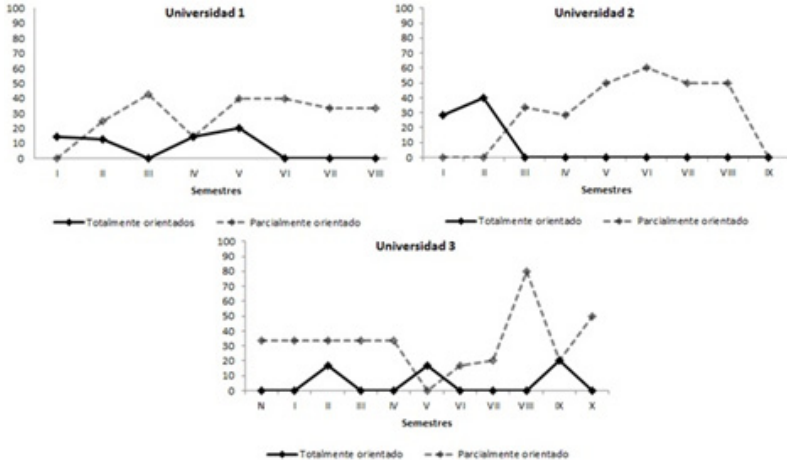 Universidad 1
100
90
80
70
60
50
40
30
20
10
0
I II III IV V VI VII VIII
Semestres
Totalmente orientados Parcialmente orientado
Universidad 2
100
90
80
70
60
50
40
30
20
10
0
I II III IV V VI VII VIII IX
Semestres
Totalmente orientado Parcialmente orientado
Universidad 3
100
90
80
70
60
50
40
30
20
10
0
N I II III IV V VI VII VIII IX X
Semestres
Totalmente orientado Parcialmente orientado